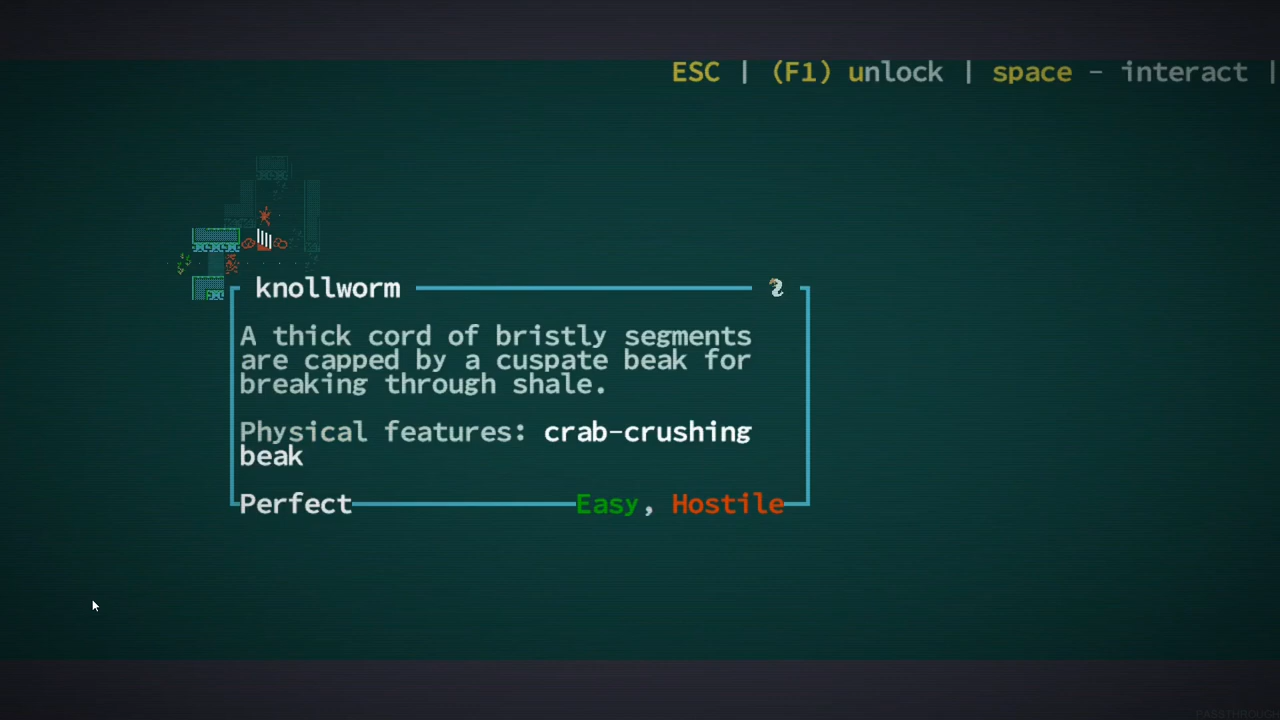 ESC | (F1) unlock | space - interact |
knollworm
A thick cord of bristly segments
are capped by a cuspate beak for
breaking through shale.
Physical features: crab-crushing
beak
Perfect Easy, Hostile